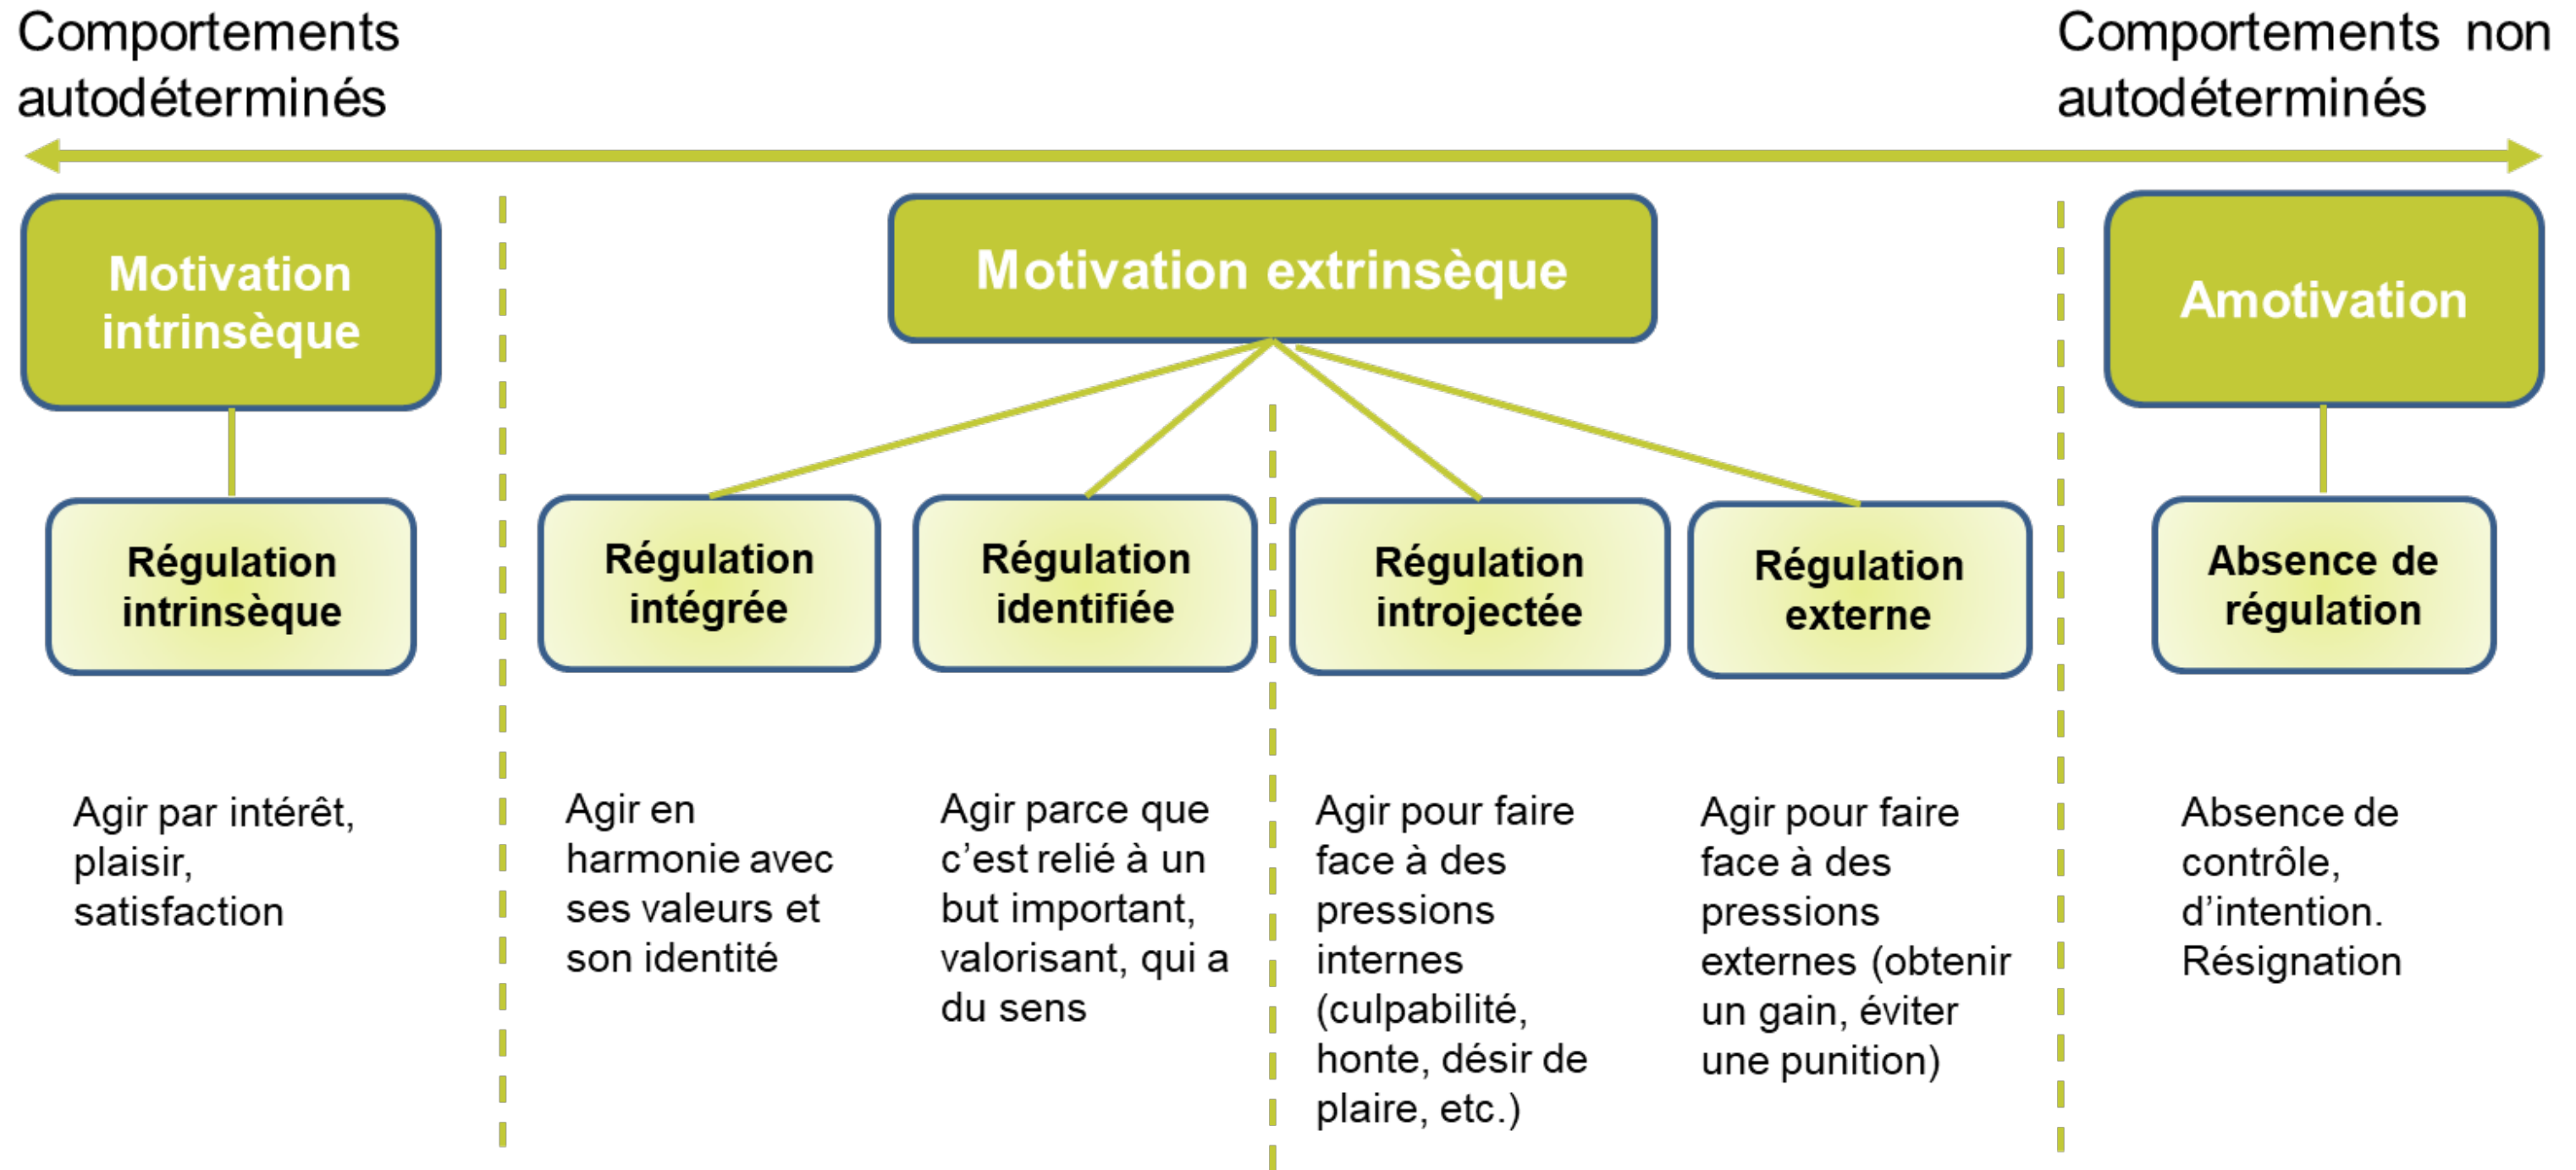 Comportements
autodéterminés
Comportements non
autodéterminés
Motivation
intrinsèque
Motivation extrinsèque
Amotivation
Régulation
intrinsèque
Régulation
intégrée
Régulation
identifiée
Régulation
introjectée
Régulation
externe
Absence de
régulation
Agir par intérêt,
plaisir,
satisfaction
Agir en
harmonie avec
ses valeurs et
son identité
Agir parce que
c’est relié à un
but important,
valorisant, qui a
du sens
Agir pour faire
face à des
pressions
internes
(culpabilité,
honte, désir de
plaire, etc.)
Agir pour faire
face à des
pressions
externes (obtenir
un gain, éviter
une punition)
Absence de
contrôle,
d’intention.
Résignation